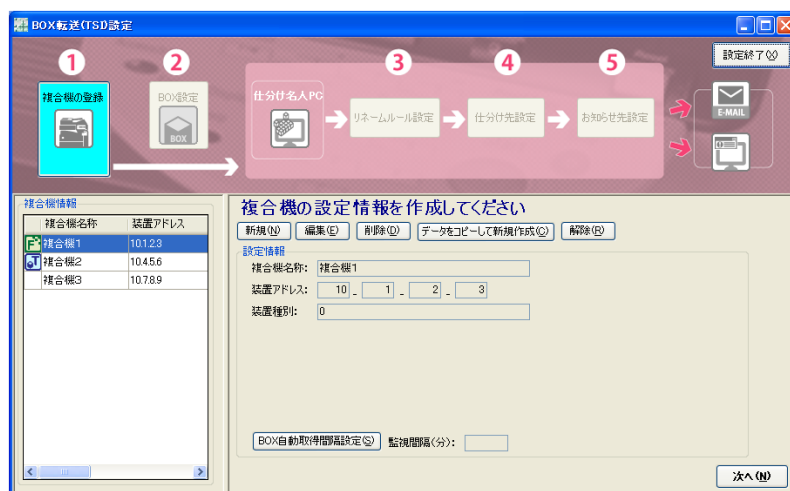 BOX転送(TSI)設定
設定終了(X)
1
2
3
4
5
複合機の登録
BOX設定
BOX
仕分け名人PC
リネームルール設定
仕分け先設定
お知らせ先設定
E-MAIL
複合機情報
複合機名称 装置アドレス
複合機1 10.1.2.3
複合機2 10.4.5.6
複合機3 10.7.8.9
複合機の設定情報を作成してください
新規(N) 編集(E) 削除(D) データをコピーして新規作成(C) 解除(R)
設定情報
複合機名称: 複合機1
装置アドレス: 10 . 1 . 2 . 3
装置種別: 0
BOX自動取得間隔設定(S) 監視間隔(分):
次へ(N)